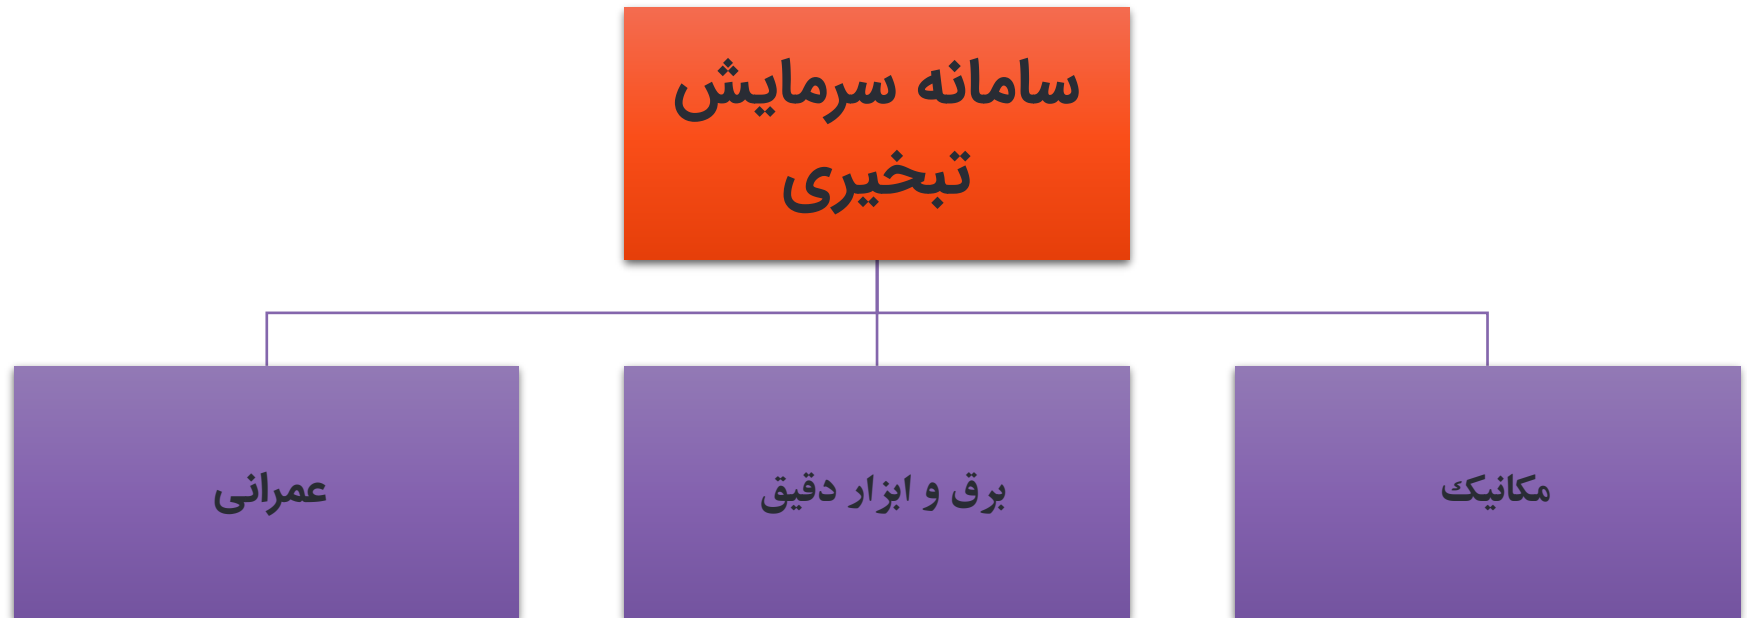 سامانه سرمایش
تبخیری
مکانیک
برق و ابزار دقیق
عمرانی